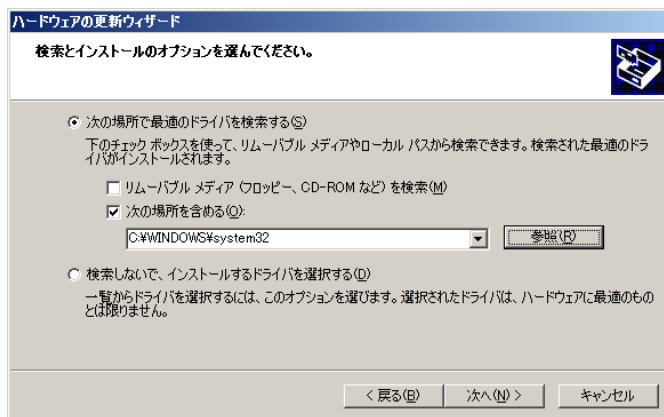 ハードウェアの更新ウィザード
検索とインストールのオプションを選んでください。
次の場所で最適のドライバを検索する(S)
下のチェック ボックスを使って、リムーバブル メディアやローカル パスから検索できます。検索された最適のドラ
イバがインストールされます。
リムーバブル メディア (フロッピー、CD-ROM など) を検索(M)
次の場所を含める(O):
C:¥WINDOWS¥system32
参照(R)
検索しないで、インストールするドライバを選択する(D)
一覧からドライバを選択するには、このオプションを選びます。選択されたドライバは、ハードウェアに最適のもの
とは限りません。
< 戻る(B) 次へ(N) > キャンセル